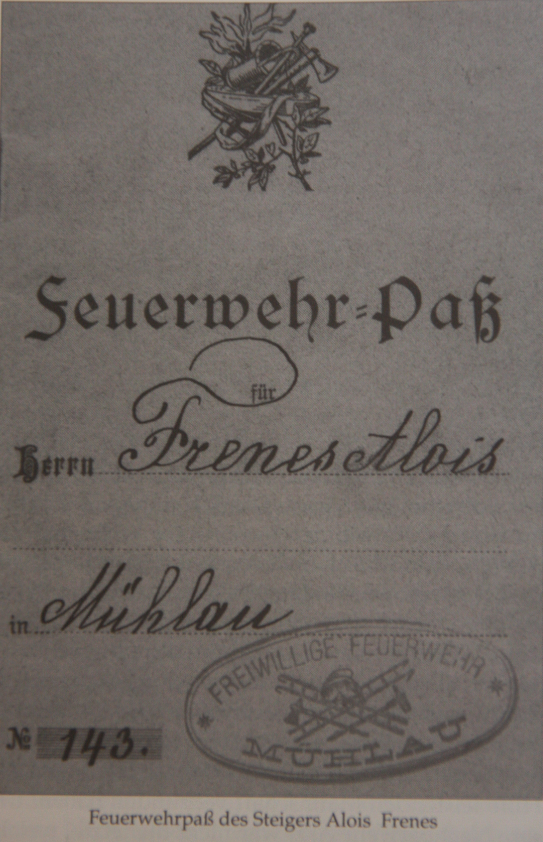 Feuerwehr=Paß
für
Herrn Frenes Alois
in Mühlau
FREIWILLIGE FEUERWEHR
MÜHLAU
№ 143.
Feuerwehrpaß des Steigers Alois Frenes